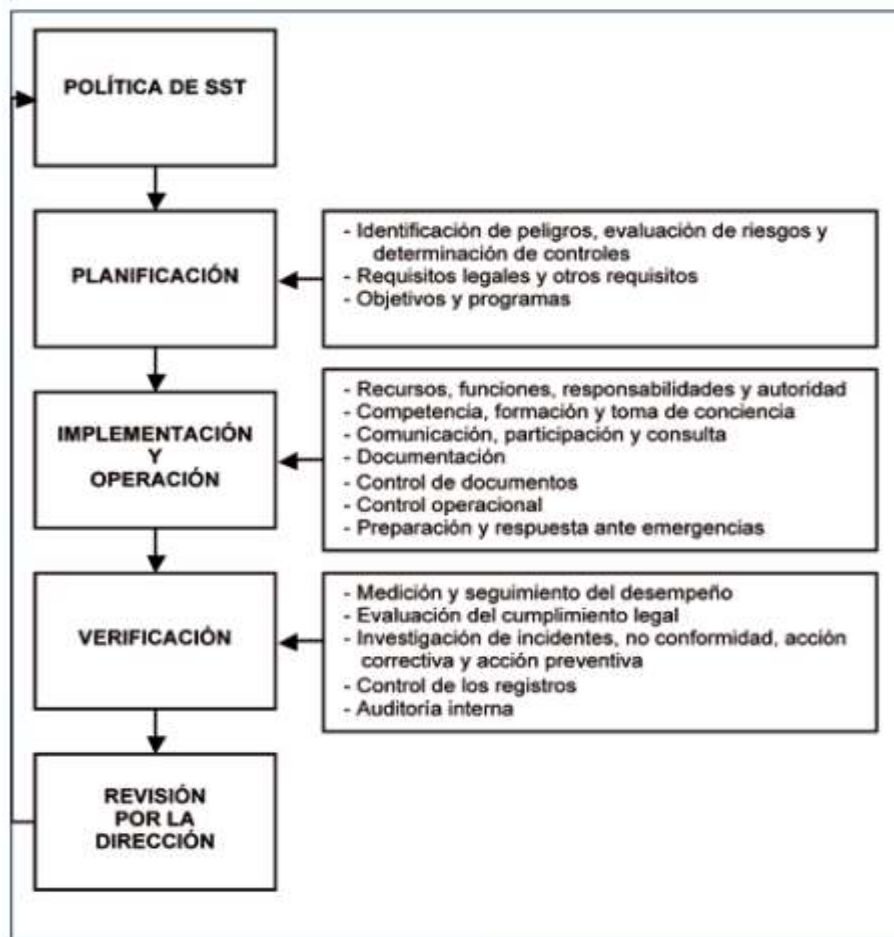 POLÍTICA DE SST
PLANIFICACIÓN
- Identificación de peligros, evaluación de riesgos y
determinación de controles
- Requisitos legales y otros requisitos
- Objetivos y programas
IMPLEMENTACIÓN
Y
OPERACIÓN
- Recursos, funciones, responsabilidades y autoridad
- Competencia, formación y toma de conciencia
- Comunicación, participación y consulta
- Documentación
- Control de documentos
- Control operacional
- Preparación y respuesta ante emergencias
VERIFICACIÓN
- Medición y seguimiento del desempeño
- Evaluación del cumplimiento legal
- Investigación de incidentes, no conformidad, acción
correctiva y acción preventiva
- Control de los registros
- Auditoría interna
REVISIÓN
POR LA
DIRECCIÓN